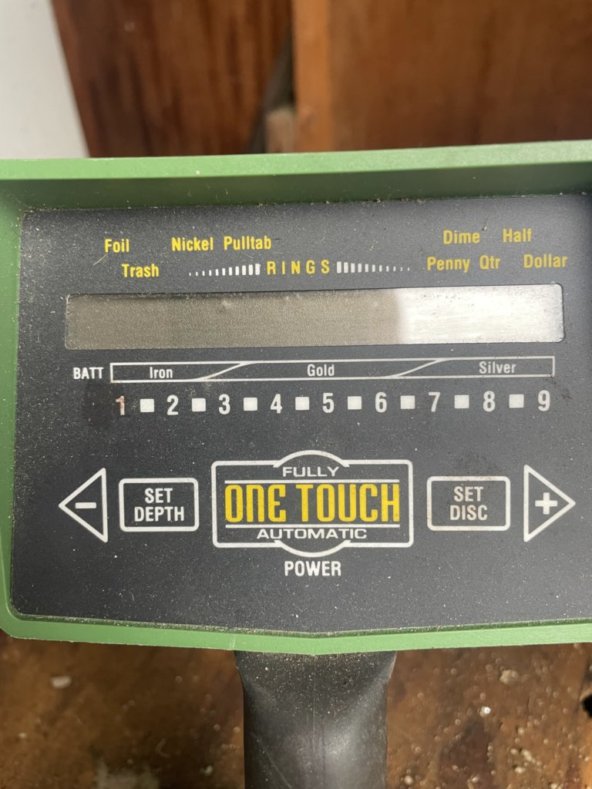 Foil Nickel Pulltab Dime Half
Trash RINGS Penny Qtr Dollar
BATT Iron Gold Silver
1 2 3 4 5 6 7 8 9
- SET DEPTH FULLY ONE TOUCH AUTOMATIC SET DISC +
POWER